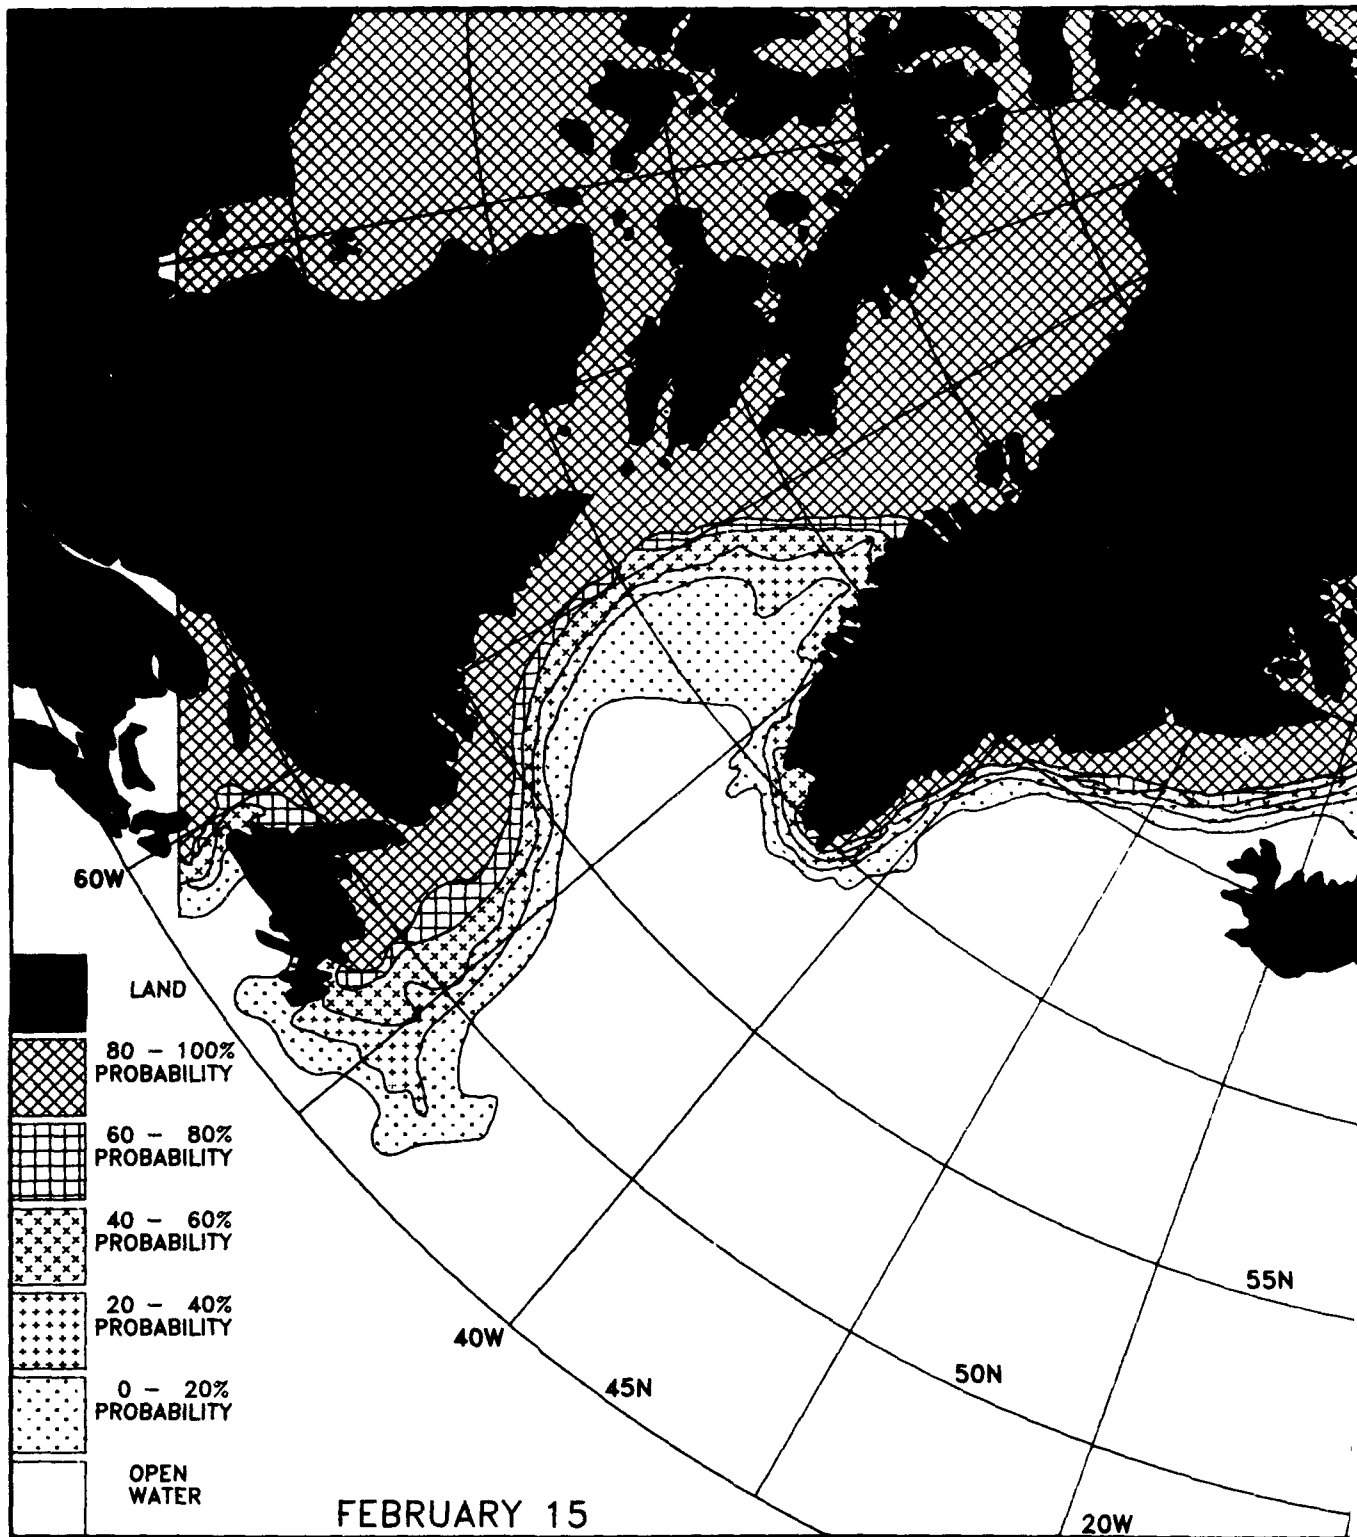 60W
LAND
80 – 100%
PROBABILITY
60 – 80%
PROBABILITY
40 – 60%
PROBABILITY
20 – 40%
PROBABILITY
0 – 20%
PROBABILITY
OPEN
WATER
FEBRUARY 15
40W
45N
50N
55N
20W